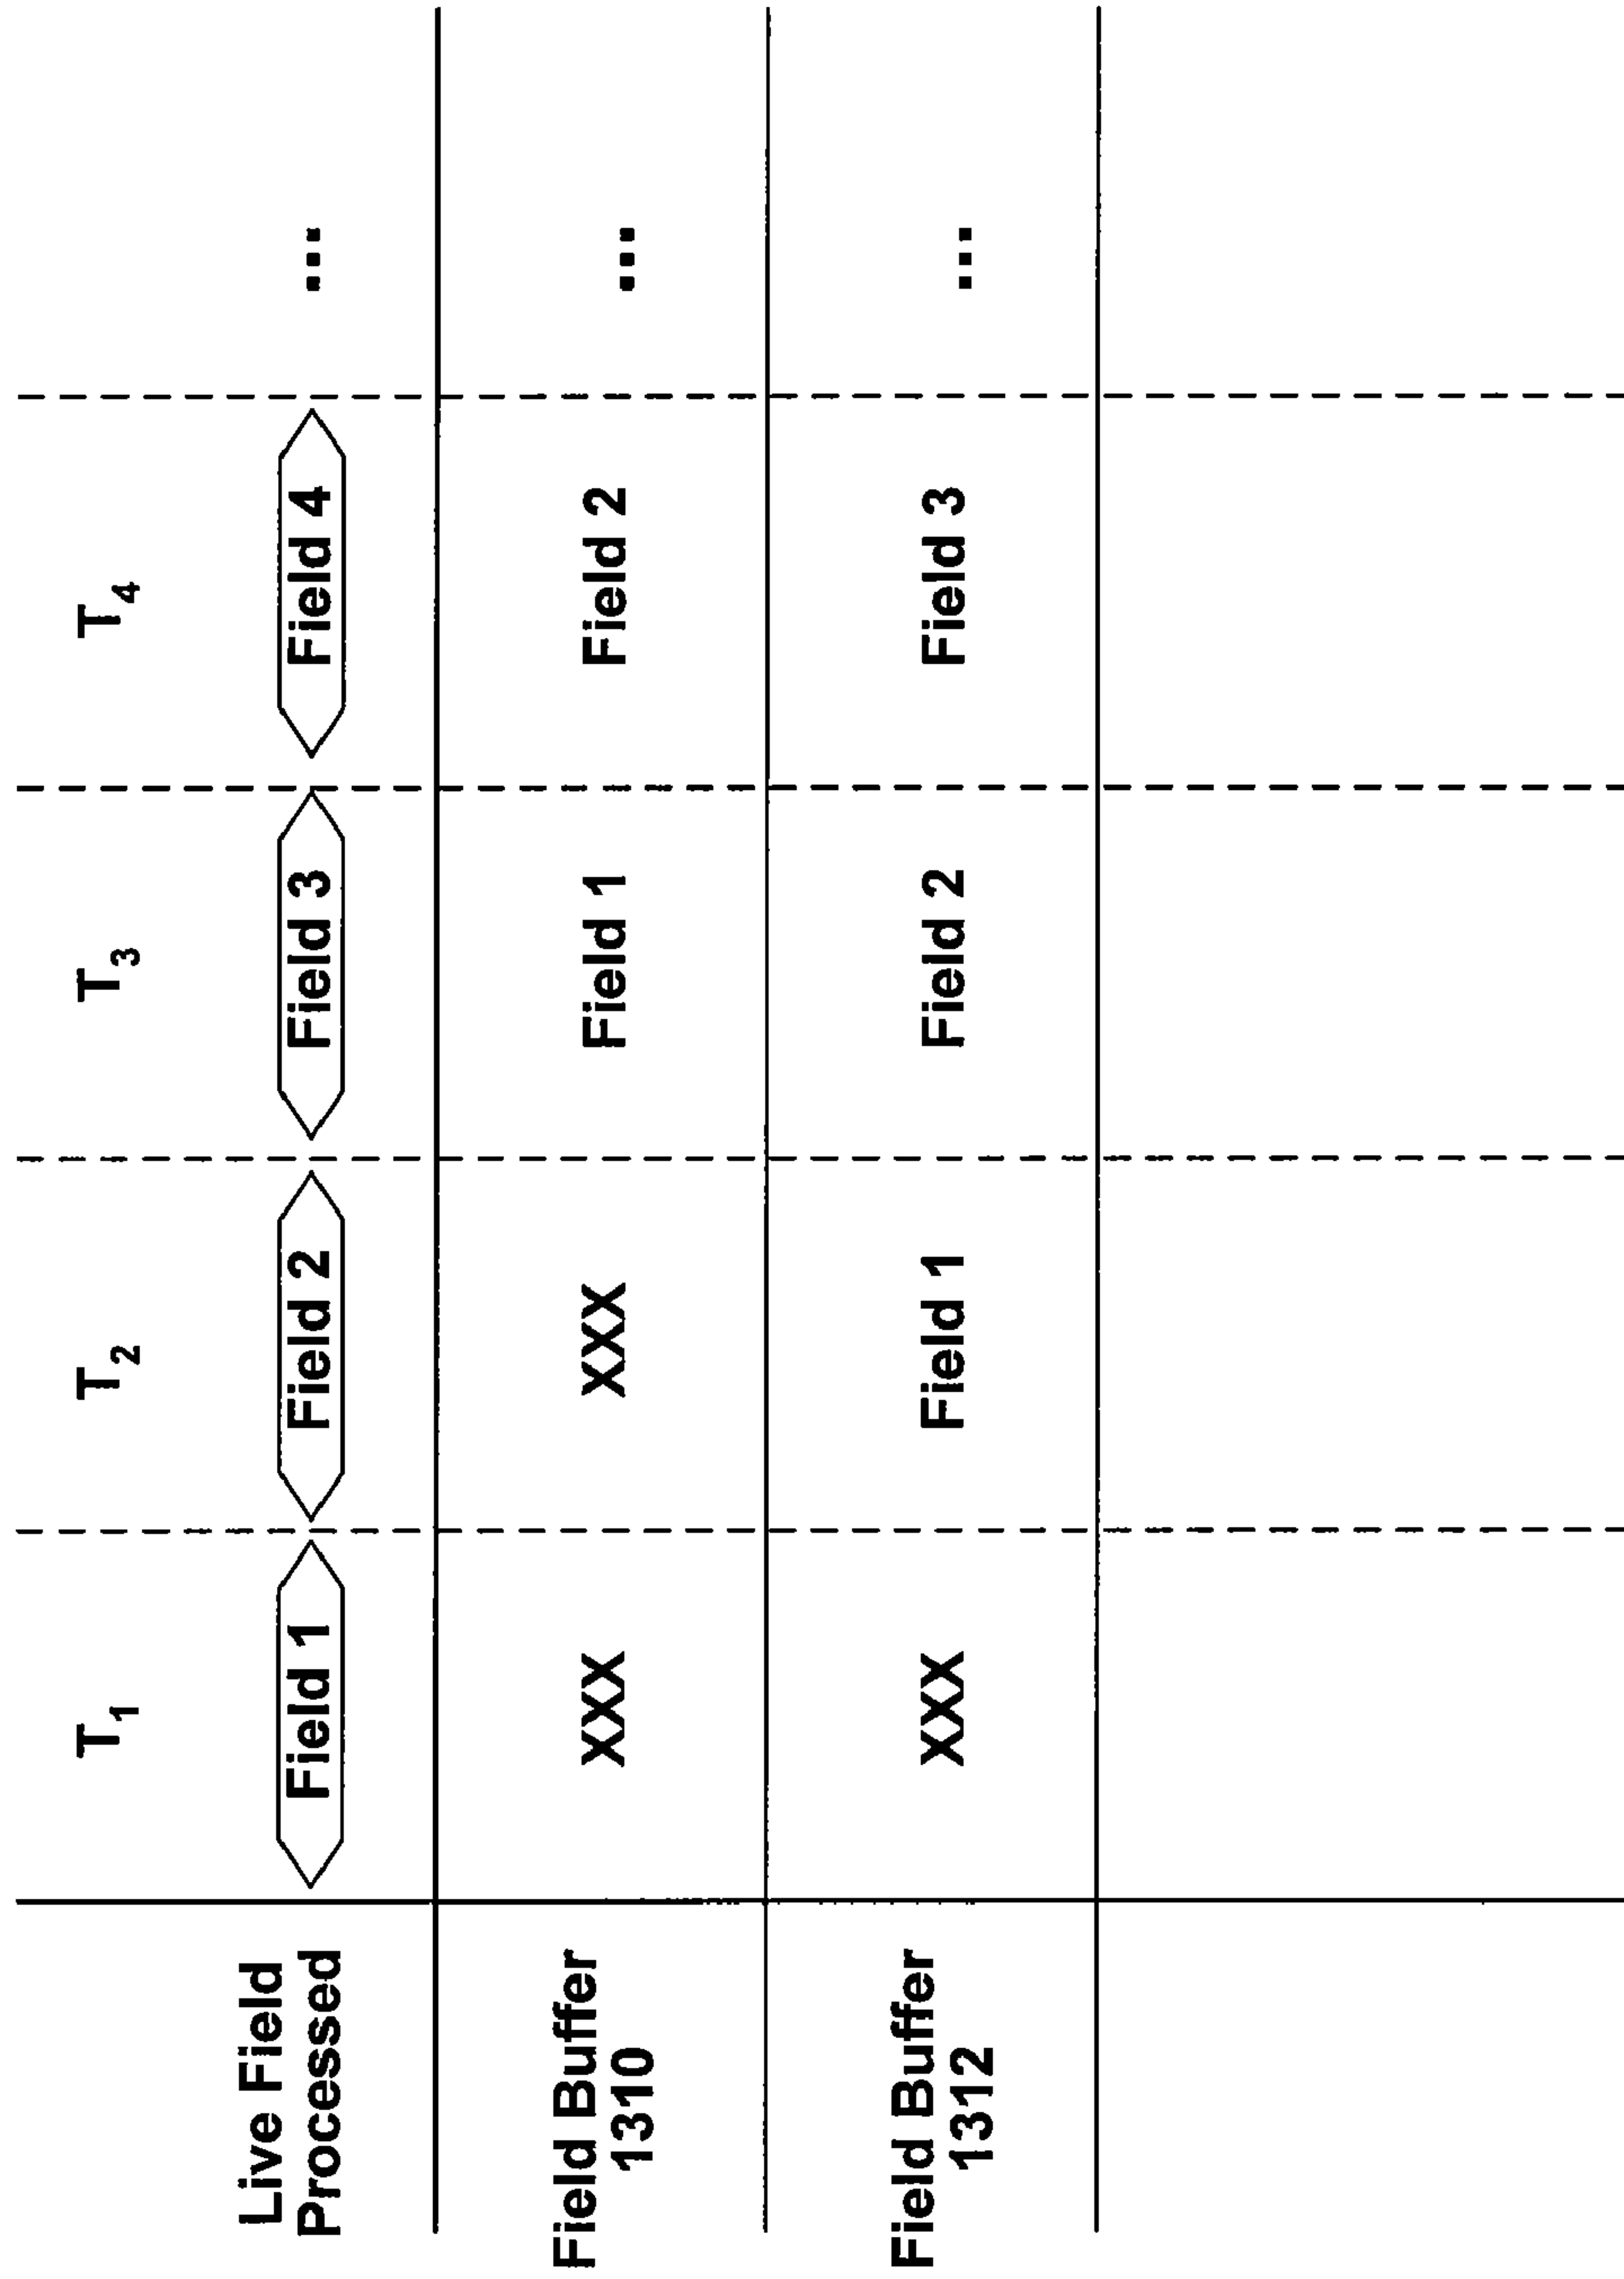 T1 T2 T3 T4
Live Field
Processed
Field 1 Field 2 Field 3 Field 4 ...
Field Buffer
1310
XXX XXX Field 1 Field 2 ...
Field Buffer
1312
XXX Field 1 Field 2 Field 3 ...